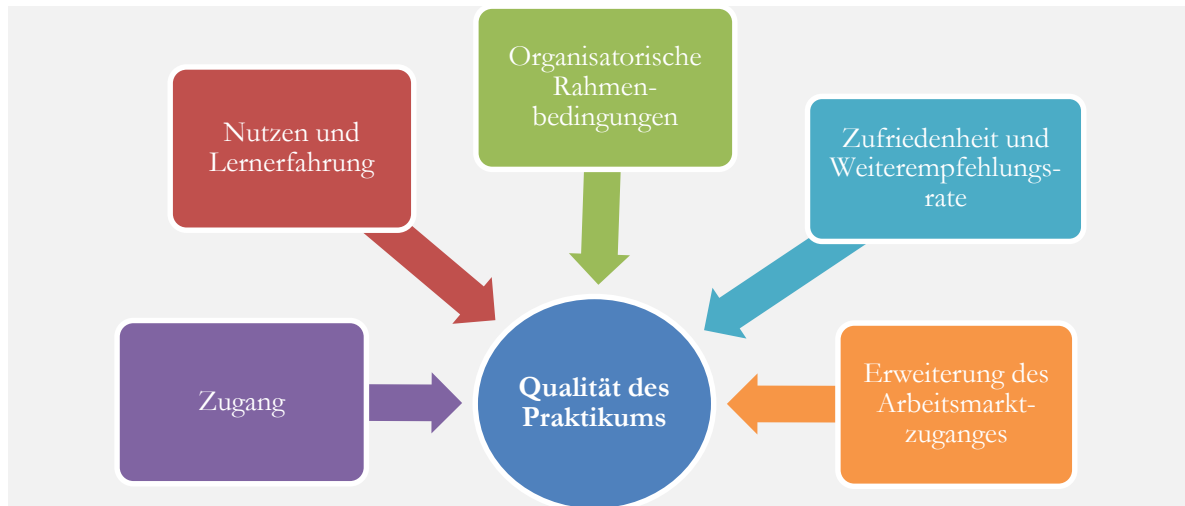 Organisatorische
Rahmen-
bedingungen
Nutzen und
Lernerfahrung
Zufriedenheit und
Weiterempfehlungs-
rate
Zugang
Qualität des
Praktikums
Erweiterung des
Arbeitsmarkt-
zuganges